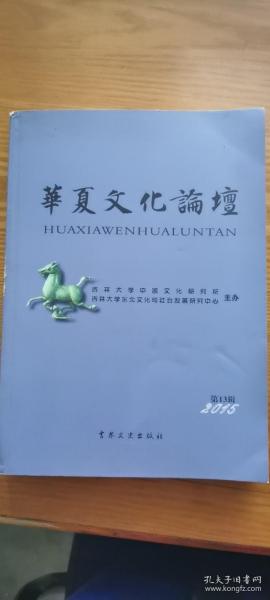 華夏文化論壇
HUAXIAWENHUALUNTAN
吉林大学中国文化研究所
吉林大学东北文化与社会发展研究中心 主办
第13辑
2015
吉林文史出版社
孔夫子旧书网
www.kongfz.com